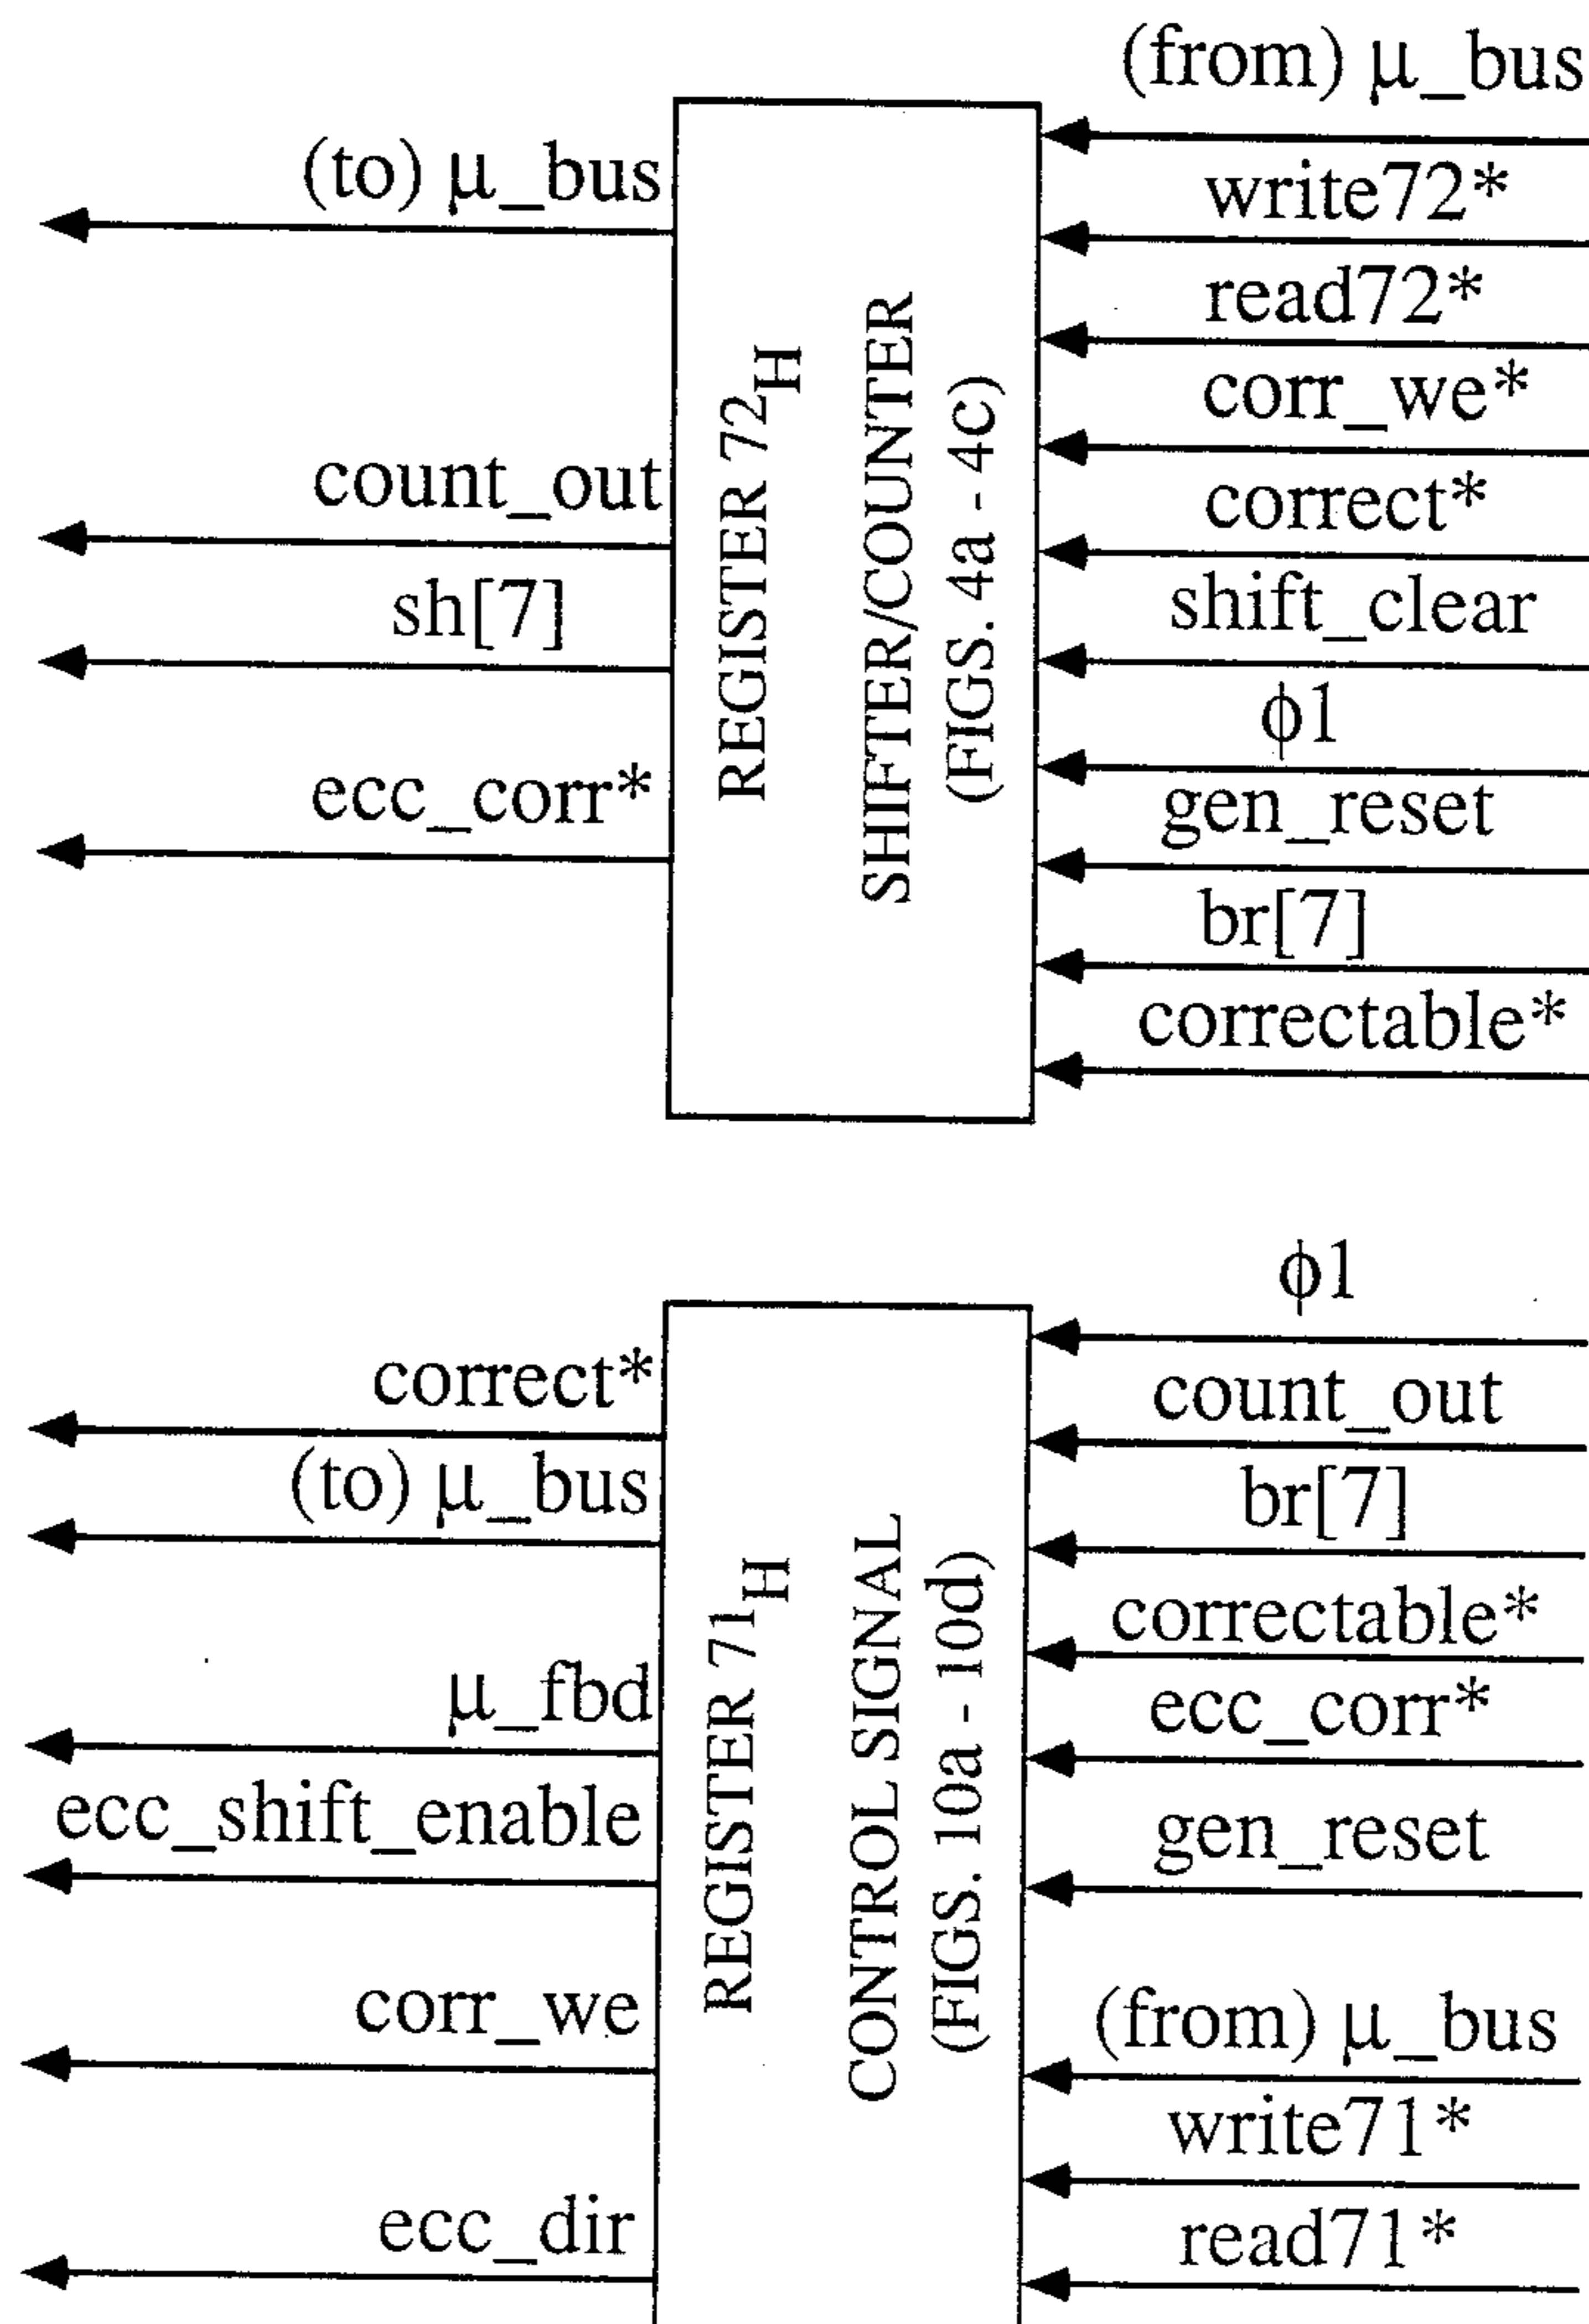 (from) μ_bus
(to) μ_bus
write72*
read72*
corr_we*
count_out
correct*
sh[7]
shift_clear
ϕ1
ecc_corr*
gen_reset
br[7]
correctable*
REGISTER 72H
SHIFTER/COUNTER
(FIGS. 4a - 4c)
ϕ1
correct*
count_out
(to) μ_bus
br[7]
correctable*
μ_fbd
ecc_corr*
ecc_shift_enable
gen_reset
corr_we
(from) μ_bus
write71*
ecc_dir
read71*
REGISTER 71H
CONTROL SIGNAL
(FIGS. 10a - 10d)